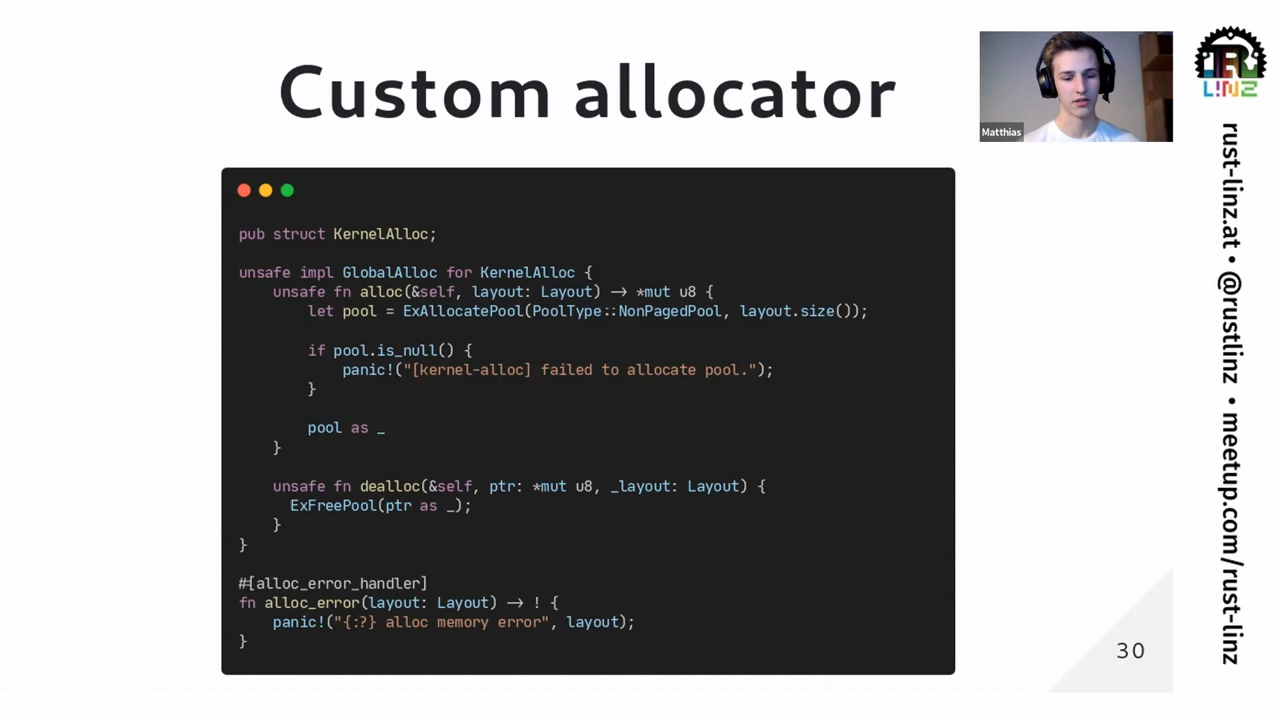 Custom allocator
pub struct KernelAlloc;
unsafe impl GlobalAlloc for KernelAlloc {
    unsafe fn alloc(&self, layout: Layout) -> *mut u8 {
        let pool = ExAllocatePool(PoolType::NonPagedPool, layout.size());
        if pool.is_null() {
            panic!("[kernel-alloc] failed to allocate pool.");
        }
        pool as _
    }
    unsafe fn dealloc(&self, ptr: *mut u8, _layout: Layout) {
      ExFreePool(ptr as _);
    }
}
#[alloc_error_handler]
fn alloc_error(layout: Layout) -> ! {
    panic!("{:?} alloc memory error", layout);
}
30
Matthias
R
L!NZ
rust-linz.at • @rustlinz • meetup.com/rust-linz